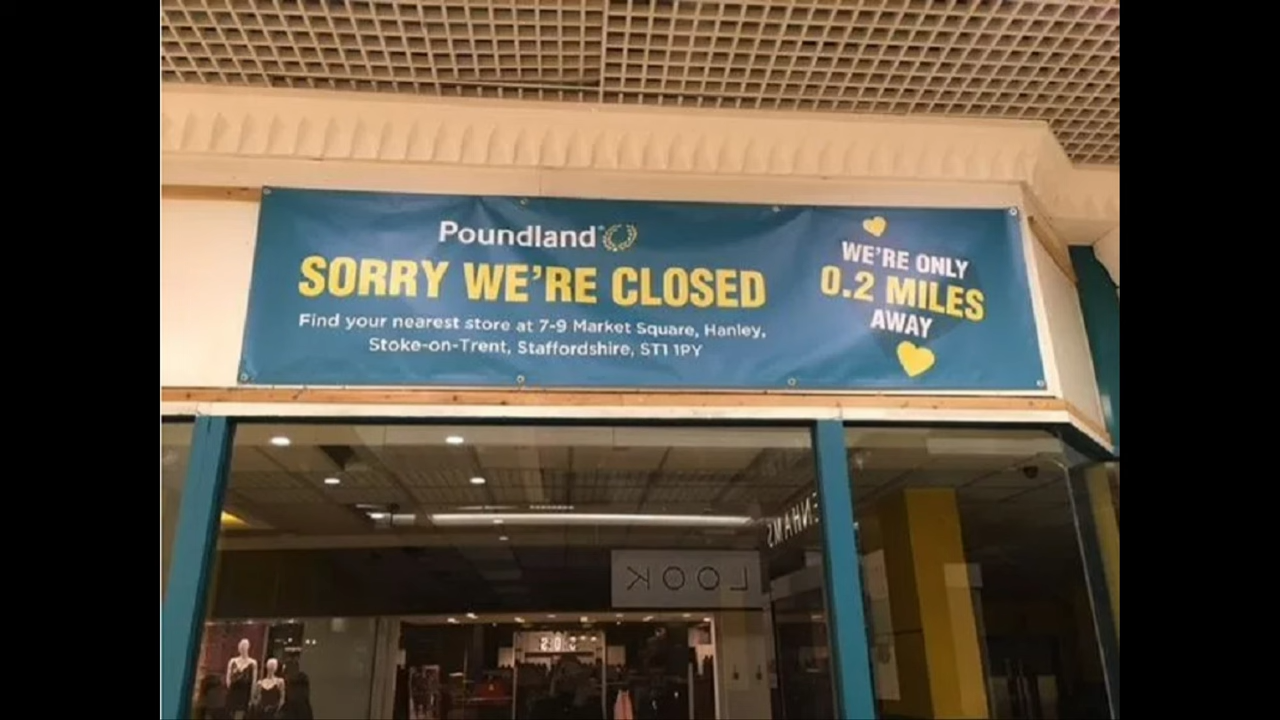 Poundland
SORRY WE'RE CLOSED
Find your nearest store at 7-9 Market Square, Hanley,
Stoke-on-Trent, Staffordshire, ST1 1PY
WE'RE ONLY
0.2 MILES
AWAY
ENHAMS
LOOK